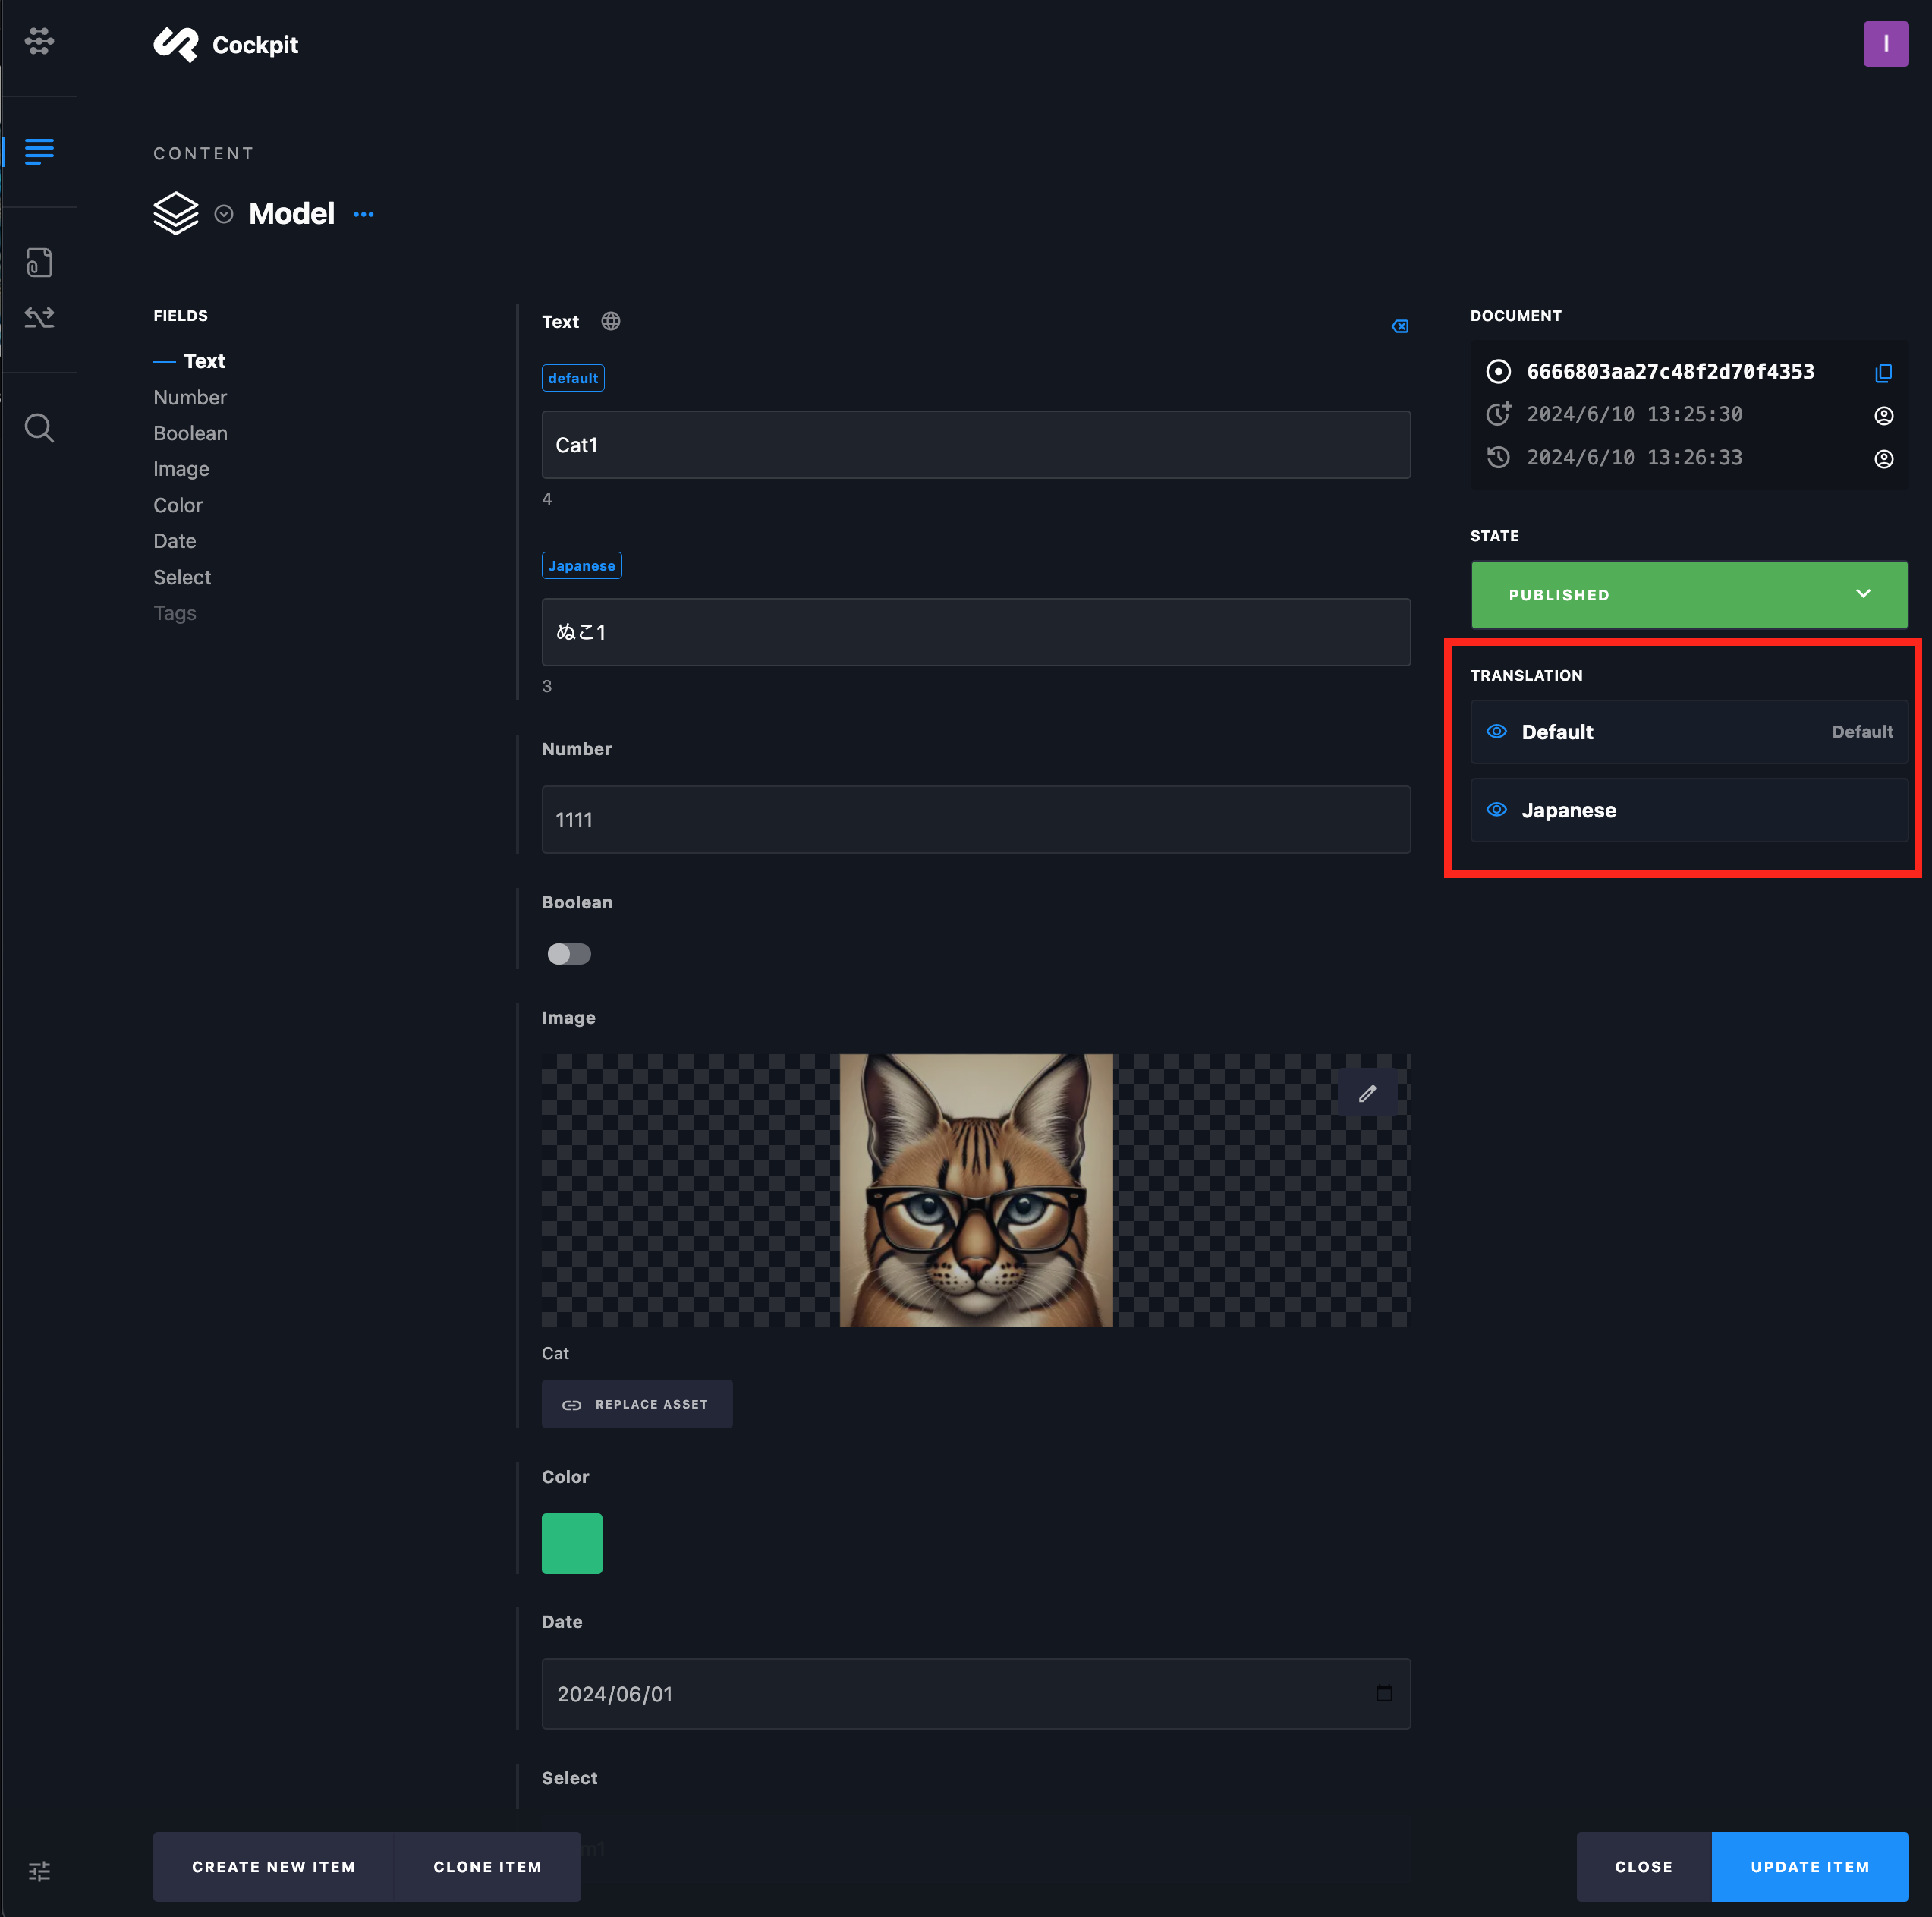 Cockpit
I
CONTENT
Model
FIELDS
Text
Number
Boolean
Image
Color
Date
Select
Tags
Text
default
Cat1
4
Japanese
ぬこ1
3
Number
1111
Boolean
Image
Cat
REPLACE ASSET
Color
Date
2024/06/01
Select
CREATE NEW ITEM
CLONE ITEM
DOCUMENT
6666803aa27c48f2d70f4353
2024/6/10 13:25:30
2024/6/10 13:26:33
STATE
PUBLISHED
TRANSLATION
Default Default
Japanese
CLOSE
UPDATE ITEM